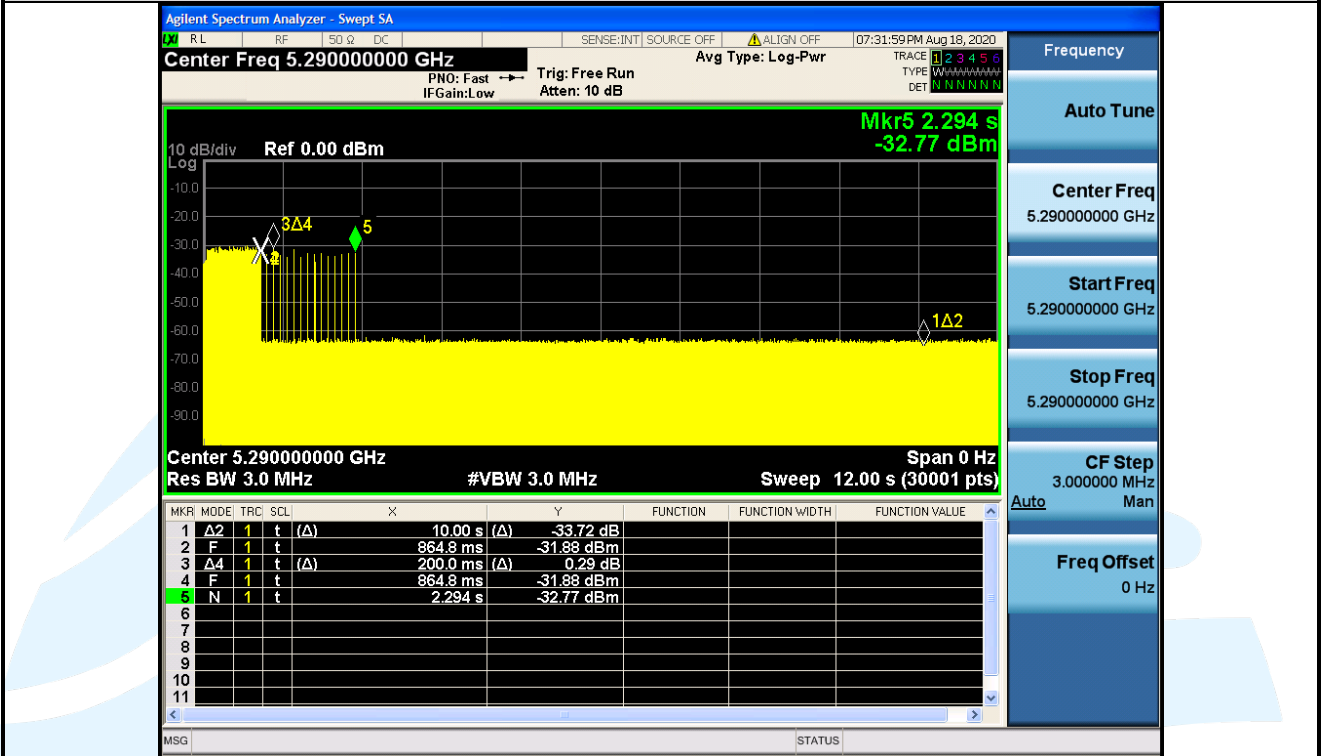 Agilent Spectrum Analyzer - Swept SA
LXI RL RF 50 Ω DC SENSE:INT SOURCE OFF ALIGN OFF 07:31:59 PM Aug 18, 2020
Center Freq 5.290000000 GHz
PNO: Fast
IFGain:Low
Trig: Free Run
Atten: 10 dB
Avg Type: Log-Pwr
TRACE 1 2 3 4 5 6
TYPE
DET N N N N N N
Mkr5 2.294 s
-32.77 dBm
10 dB/div Ref 0.00 dBm
Log
-10.0
-20.0
-30.0
-40.0
-50.0
-60.0
-70.0
-80.0
-90.0
3Δ4
5
1Δ2
Center 5.290000000 GHz Span 0 Hz
Res BW 3.0 MHz #VBW 3.0 MHz Sweep 12.00 s (30001 pts)
MKR MODE TRC SCL X Y FUNCTION FUNCTION WIDTH FUNCTION VALUE
1 Δ2 1 t (Δ) 10.00 s (Δ) -33.72 dB
2 F 1 t 864.8 ms -31.88 dBm
3 Δ4 1 t (Δ) 200.0 ms (Δ) 0.29 dB
4 F 1 t 864.8 ms -31.88 dBm
5 N 1 t 2.294 s -32.77 dBm
6
7
8
9
10
11
MSG STATUS
Frequency
Auto Tune
Center Freq
5.290000000 GHz
Start Freq
5.290000000 GHz
Stop Freq
5.290000000 GHz
CF Step
3.000000 MHz
Auto Man
Freq Offset
0 Hz